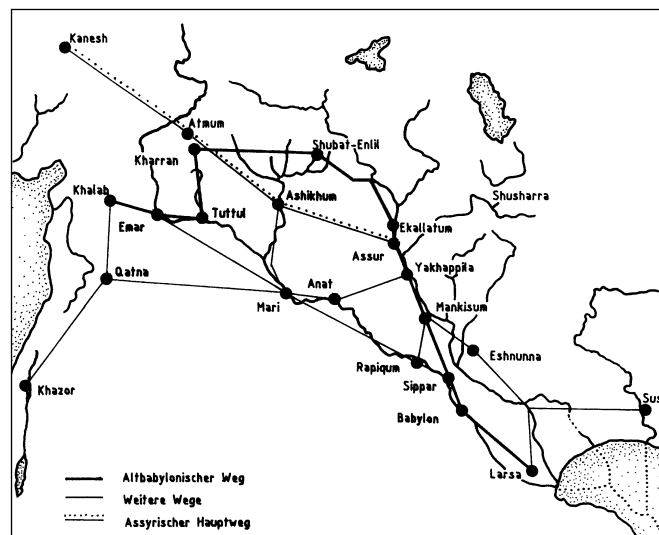 Kanesh
Atmum
Kharran
Shubat-Enlil
Khalab
Emar
Tuttul
Ashikhum
Shusharra
Ekallatum
Assur
Qatna
Yakhappila
Anat
Mari
Mankisum
Eshnunna
Rapiqum
Khazor
Sippar
Sus
Babylon
Larsa
Altbabylonischer Weg
Weitere Wege
Assyrischer Hauptweg